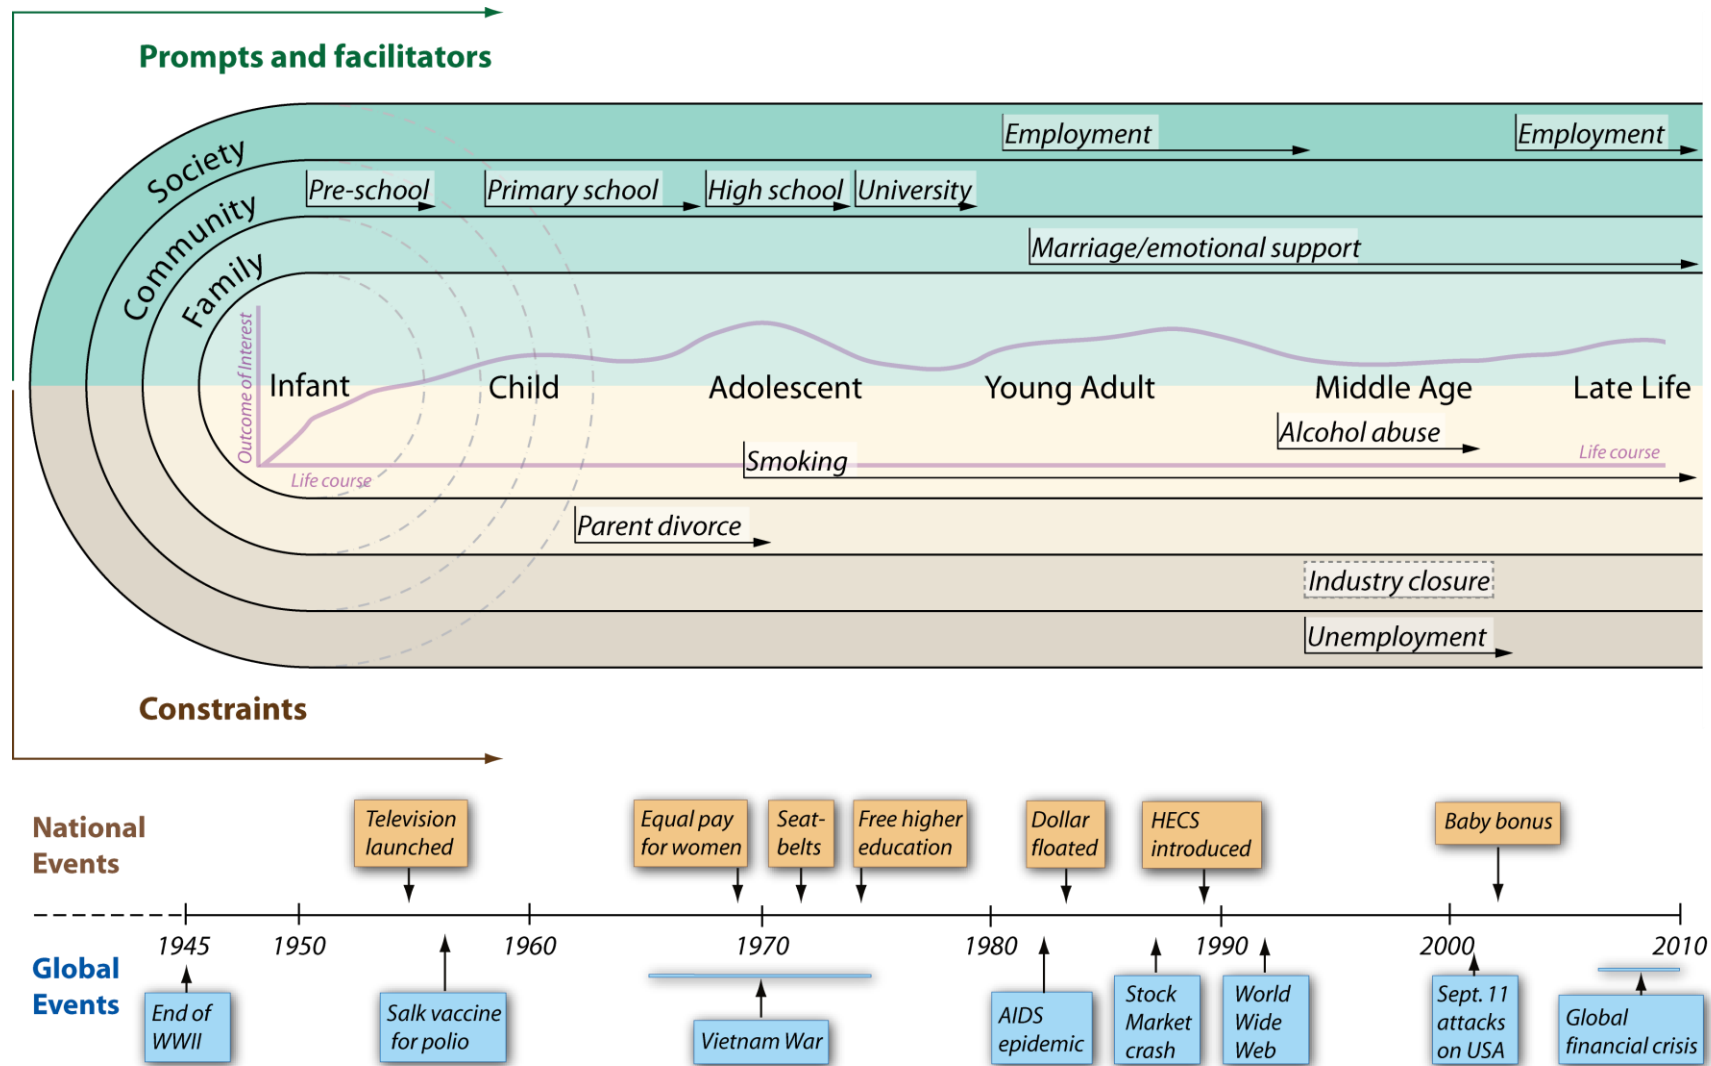 Prompts and facilitators
Society
Community
Family
Employment
Employment
Pre-school
Primary school
High school
University
Marriage/emotional support
Outcome of Interest
Infant
Child
Adolescent
Young Adult
Middle Age
Late Life
Alcohol abuse
Smoking
Life course
Life course
Parent divorce
Industry closure
Unemployment
Constraints
National
Events
Television
launched
Equal pay
for women
Seat-
belts
Free higher
education
Dollar
floated
HECS
introduced
Baby bonus
1945
1950
1960
1970
1980
1990
2000
2010
Global
Events
End of
WWII
Salk vaccine
for polio
Vietnam War
AIDS
epidemic
Stock
Market
crash
World
Wide
Web
Sept. 11
attacks
on USA
Global
financial crisis